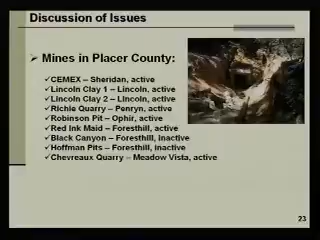 Discussion of Issues
➢ Mines in Placer County:
✓CEMEX – Sheridan, active
✓Lincoln Clay 1 – Lincoln, active
✓Lincoln Clay 2 – Lincoln, active
✓Richie Quarry – Penryn, active
✓Robinson Pit – Ophir, active
✓Red Ink Maid – Foresthill, active
✓Black Canyon – Foresthill, inactive
✓Hoffman Pits – Foresthill, inactive
✓Chevreaux Quarry – Meadow Vista, active
23